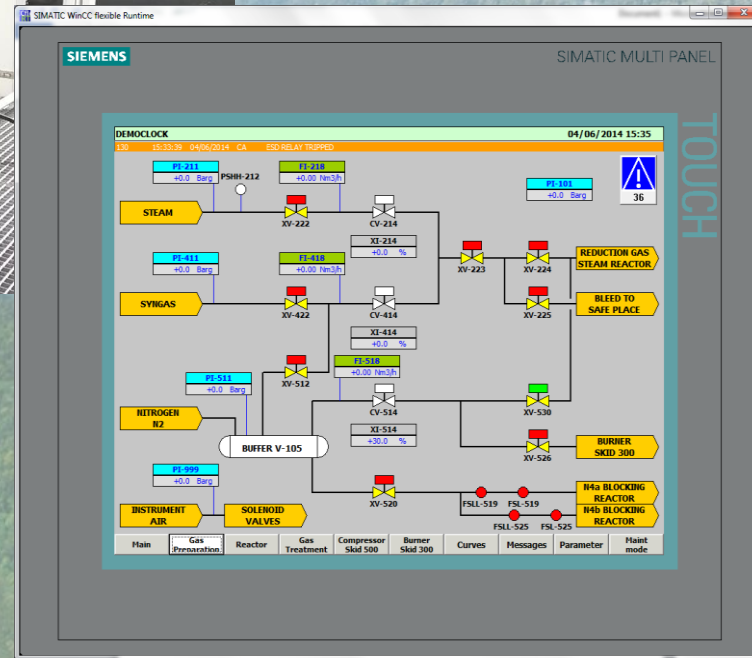 SIMATIC WinCC flexible Runtime
SIEMENS
SIMATIC MULTI PANEL
TOUCH
DEMOCLOCK 04/06/2014 15:35
130 15:33:39 04/06/2014 CA ESD RELAY TRIPPED
PI-211
+0.0 Barg
PSHH-212
FI-218
+0.00 Nm3/h
PI-101
+0.0 Barg
36
STEAM
XV-222
CV-214
XI-214
+0.0 %
PI-411
+0.0 Barg
FI-418
+0.00 Nm3/h
XV-223
XV-224
REDUCTION GAS
STEAM REACTOR
SYNGAS
XV-422
CV-414
XV-225
BLEED TO
SAFE PLACE
XI-414
+0.0 %
XV-512
FI-518
+0.00 Nm3/h
PI-511
+0.0 Barg
CV-514
XV-530
NITROGEN
N2
XI-514
+30.0 %
BUFFER V-105
XV-526
BURNER
SKID 300
PI-999
+0.0 Barg
XV-520
FSLL-519
FSL-519
N4a BLOCKING
REACTOR
INSTRUMENT
AIR
SOLENOID
VALVES
FSLL-525
FSL-525
N4b BLOCKING
REACTOR
Main
Gas
Preparation
Reactor
Gas
Treatment
Compressor
Skid 500
Burner
Skid 300
Curves
Messages
Parameter
Maint
mode